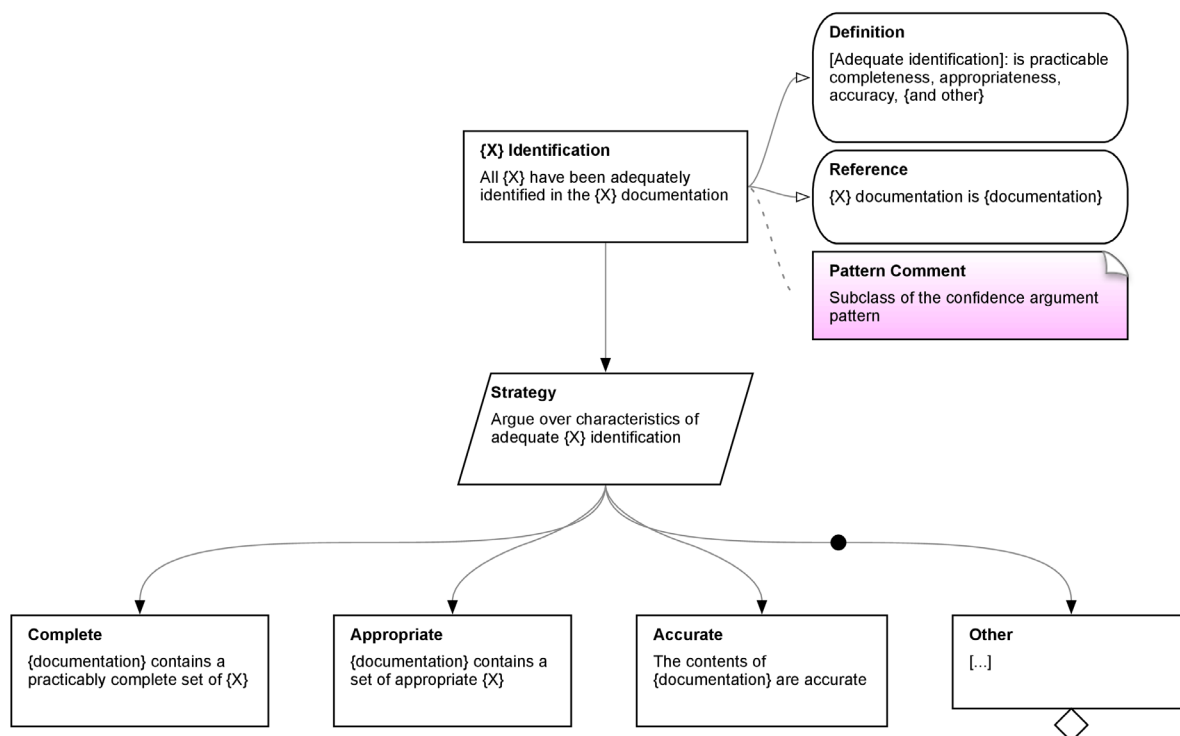 Definition
[Adequate identification]: is practicable
completeness, appropriateness,
accuracy, {and other}
{X} Identification
All {X} have been adequately
identified in the {X} documentation
Reference
{X} documentation is {documentation}
Pattern Comment
Subclass of the confidence argument
pattern
Strategy
Argue over characteristics of
adequate {X} identification
Complete
{documentation} contains a
practicably complete set of {X}
Appropriate
{documentation} contains a
set of appropriate {X}
Accurate
The contents of
{documentation} are accurate
Other
[...]